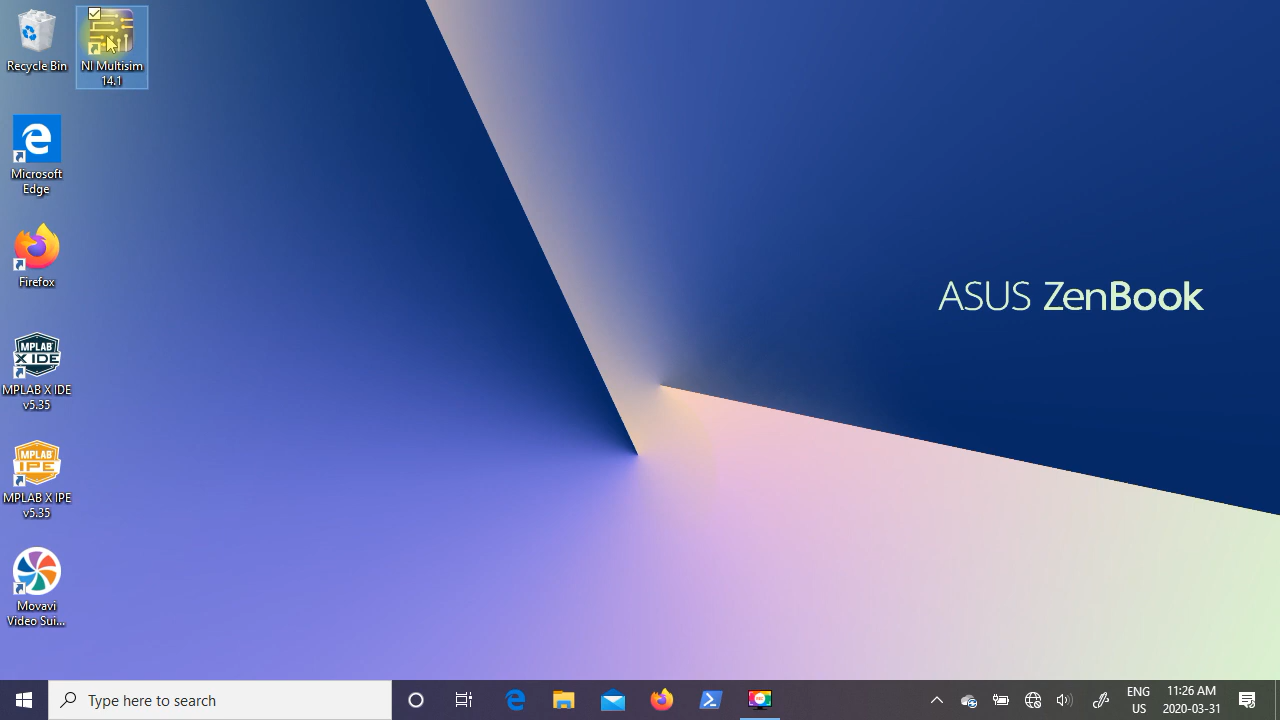 Recycle Bin
NI Multisim
14.1
Microsoft
Edge
Firefox
MPLAB
X IDE
MPLAB X IDE
v5.35
MPLAB
IPE
MPLAB X IPE
v5.35
Movavi
Video Sui...
ASUS ZenBook
Type here to search
ENG
US
11:26 AM
2020-03-31